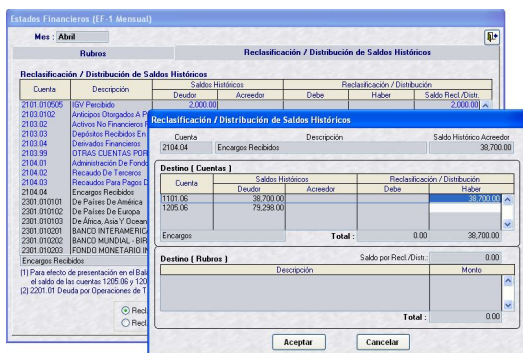 Estados Financieros (EF-1 Mensual)
Mes : Abril
Rubros
Reclasificación / Distribución de Saldos Históricos
Reclasificación / Distribución de Saldos Históricos
Cuenta Descripción Saldos Históricos Reclasificación / Distribución
Deudor Acreedor Debe Haber Saldo Recl./Distr.
2101.010505 IGV Percibido 2,000.00 2,000.00
2103.0102 Anticipos Otorgados A P
2103.02 Activos No Financieros
2103.03 Depósitos Recibidos En
2103.04 Derivados Financieros
2103.99 OTRAS CUENTAS POR
2104.01 Administración De Fondo
2104.02 Recaudo De Terceros
2104.03 Recaudos Para Pagos D
2104.04 Encargos Recibidos
2301.010101 De Países De América
2301.010102 De Países De Europa
2301.010103 De África, Asia Y Ocean
2301.010201 BANCO INTERAMERIC
2301.010202 BANCO MUNDIAL - BIR
2301.010203 FONDO MONETARIO IN
Encargos Recibidos
(1) Para efecto de presentación en el Bala
el saldo de las cuentas 1205.06 y 120
(2) 2201.01 Deuda por Operaciones de T
Recl
Recl.
Reclasificación / Distribución de Saldos Históricos
Cuenta Descripción Saldo Histórico Acreedor
2104.04 Encargos Recibidos 38,700.00
Destino ( Cuentas )
Cuenta Saldos Históricos Reclasificación / Distribución
Deudor Acreedor Debe Haber
1101.06 38,700.00 38,700.00
1205.06 79,298.00
Encargos Total : 0.00 38,700.00
Destino ( Rubros ) Saldo por Recl./Distr.: 0.00
Descripción Monto
Total : 0.00
Aceptar Cancelar